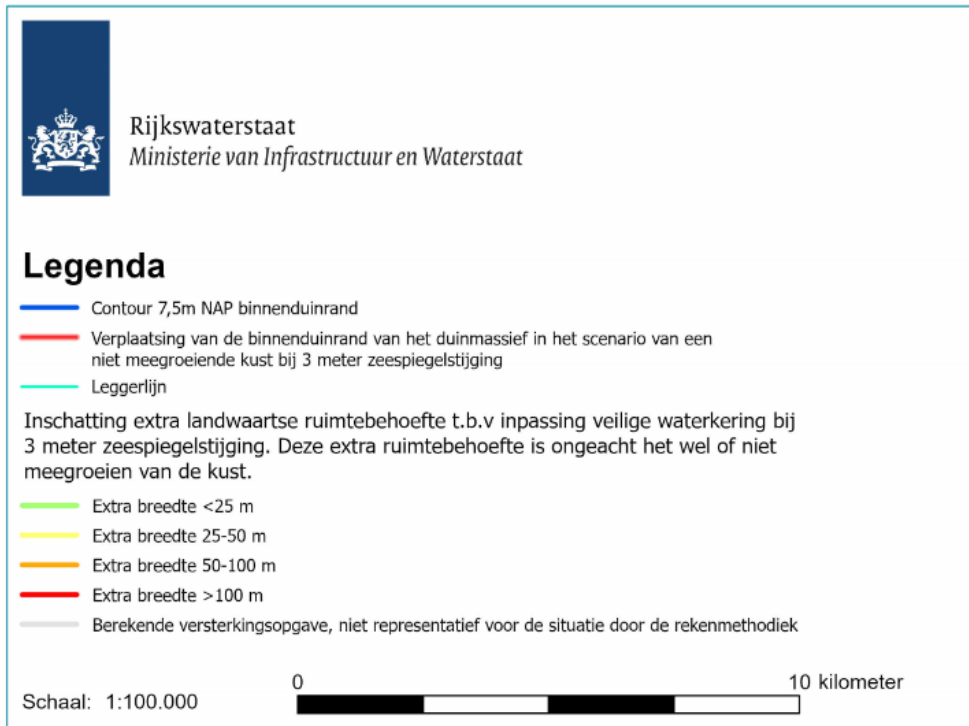 Rijkswaterstaat
Ministerie van Infrastructuur en Waterstaat
Legenda
Contour 7,5m NAP binnenduinrand
Verplaatsing van de binnenduinrand van het duinmassief in het scenario van een
niet meegroeiende kust bij 3 meter zeespiegelstijging
Leggerlijn
Inschatting extra landwaartse ruimtebehoefte t.b.v inpassing veilige waterkering bij
3 meter zeespiegelstijging. Deze extra ruimtebehoefte is ongeacht het wel of niet
meegroeien van de kust.
Extra breedte <25 m
Extra breedte 25-50 m
Extra breedte 50-100 m
Extra breedte >100 m
Berekende versterkingsopgave, niet representatief voor de situatie door de rekenmethodiek
0 10 kilometer
Schaal: 1:100.000